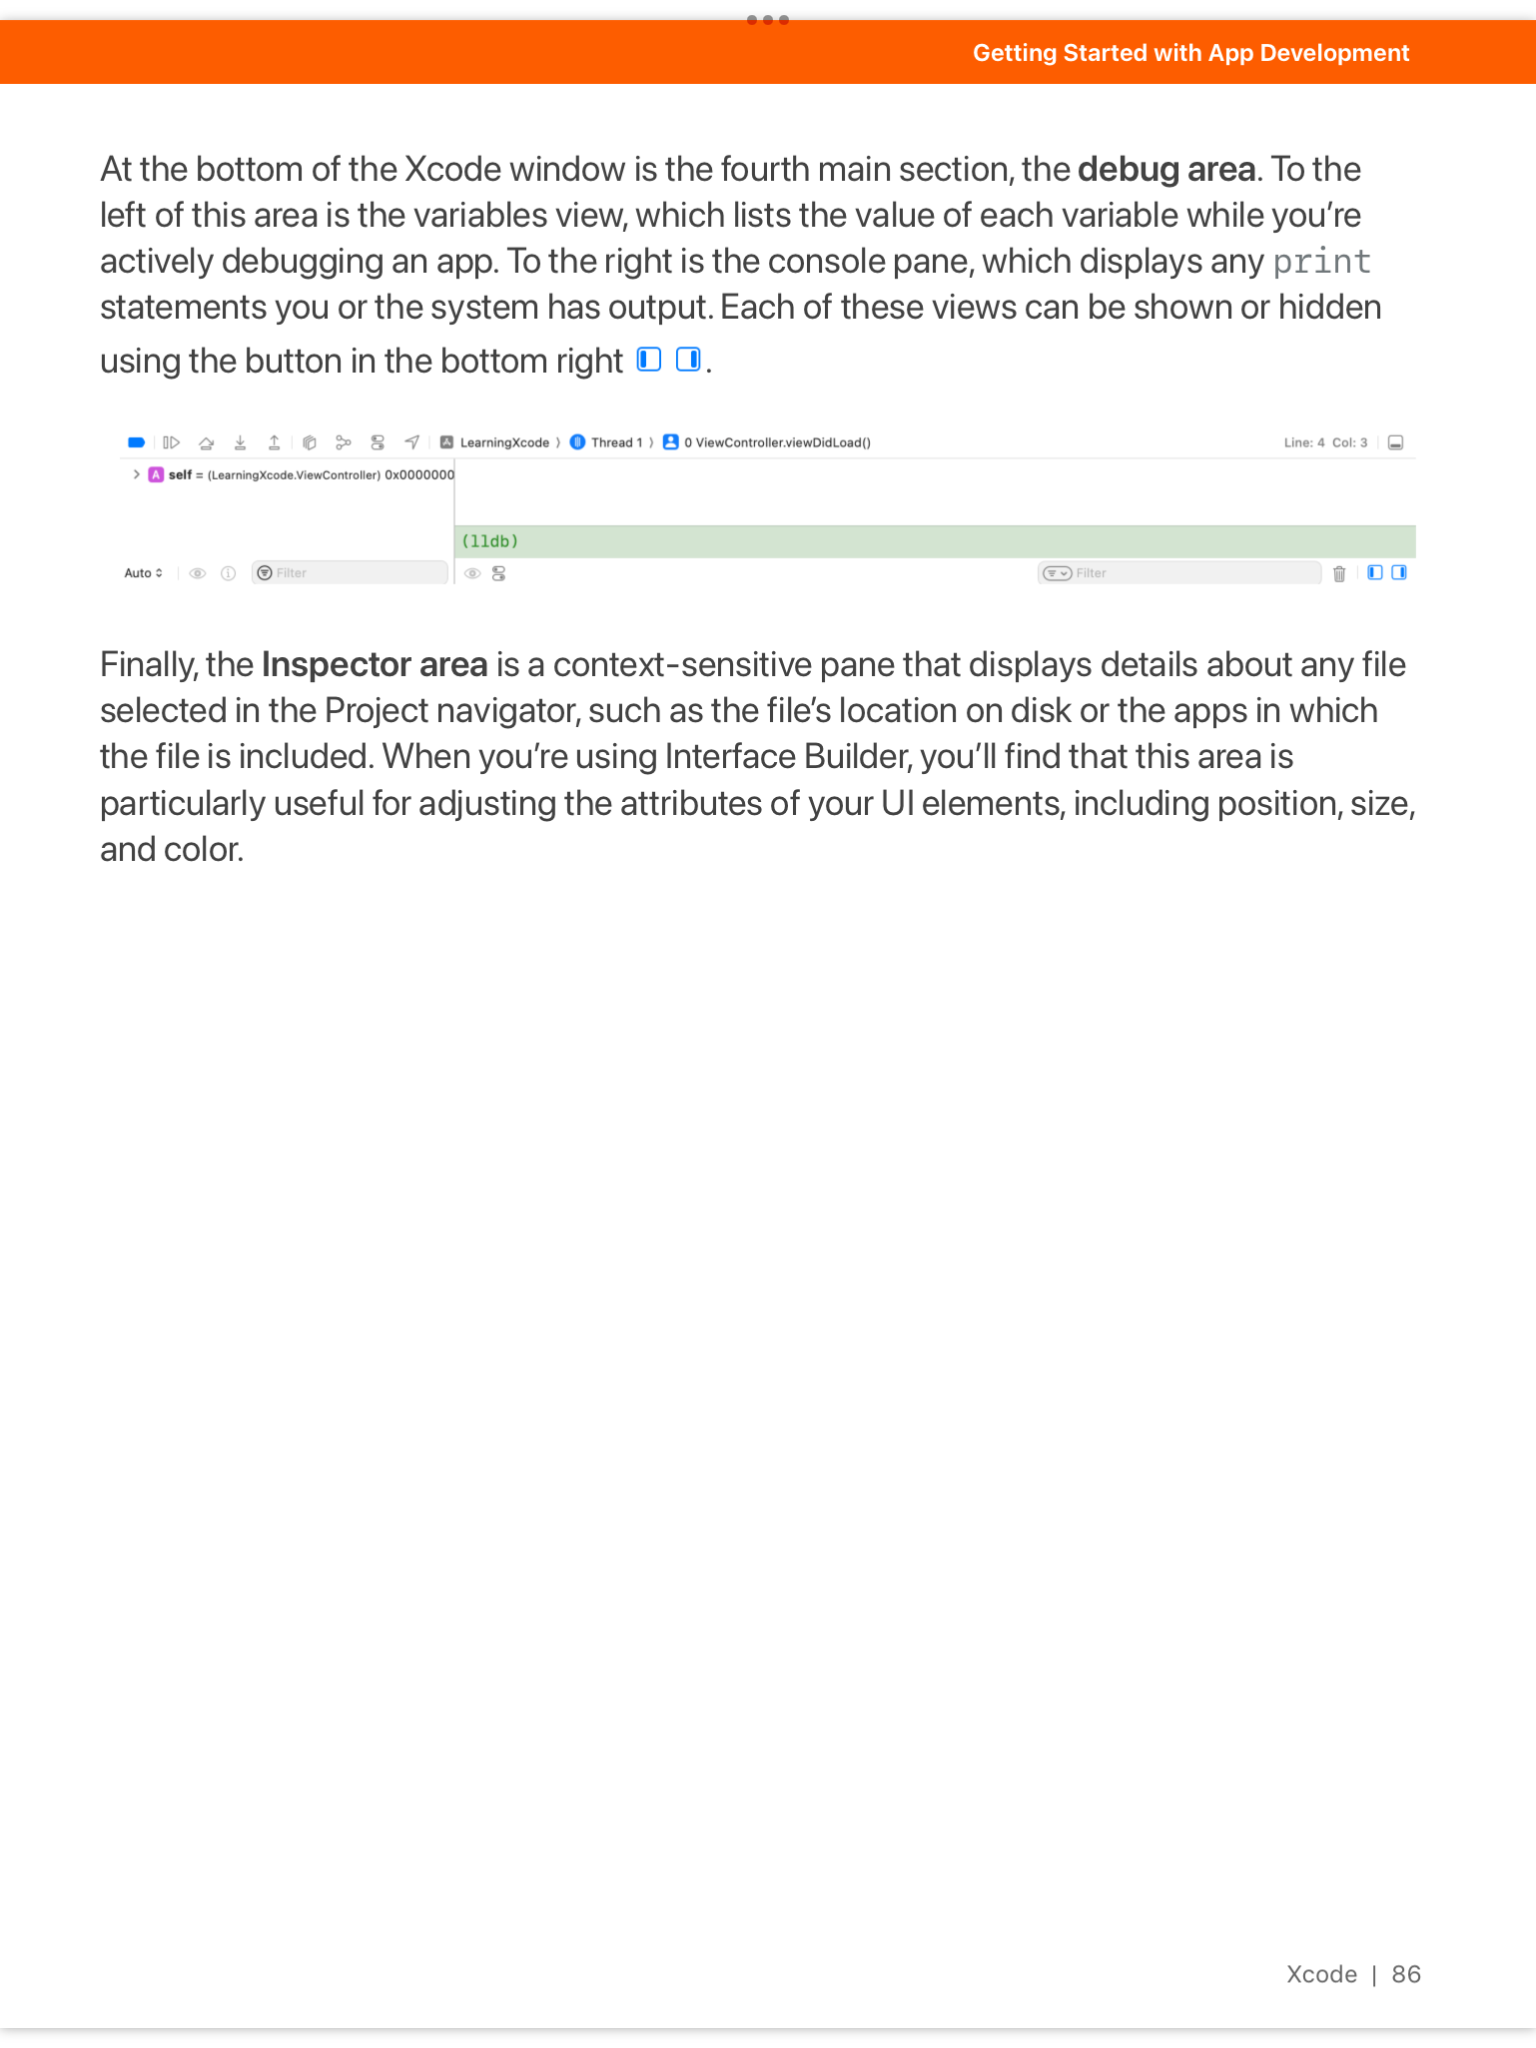 Getting Started with App Development
At the bottom of the Xcode window is the fourth main section, the debug area. To the
left of this area is the variables view, which lists the value of each variable while you’re
actively debugging an app. To the right is the console pane, which displays any print
statements you or the system has output. Each of these views can be shown or hidden
using the button in the bottom right .
LearningXcode ⟩ Thread 1 ⟩ 0 ViewController.viewDidLoad() Line: 4 Col: 3
A self = (LearningXcode.ViewController) 0x0000000
(lldb)
Auto Filter Filter
Finally, the Inspector area is a context-sensitive pane that displays details about any file
selected in the Project navigator, such as the file’s location on disk or the apps in which
the file is included. When you’re using Interface Builder, you’ll find that this area is
particularly useful for adjusting the attributes of your UI elements, including position, size,
and color.
Xcode | 86